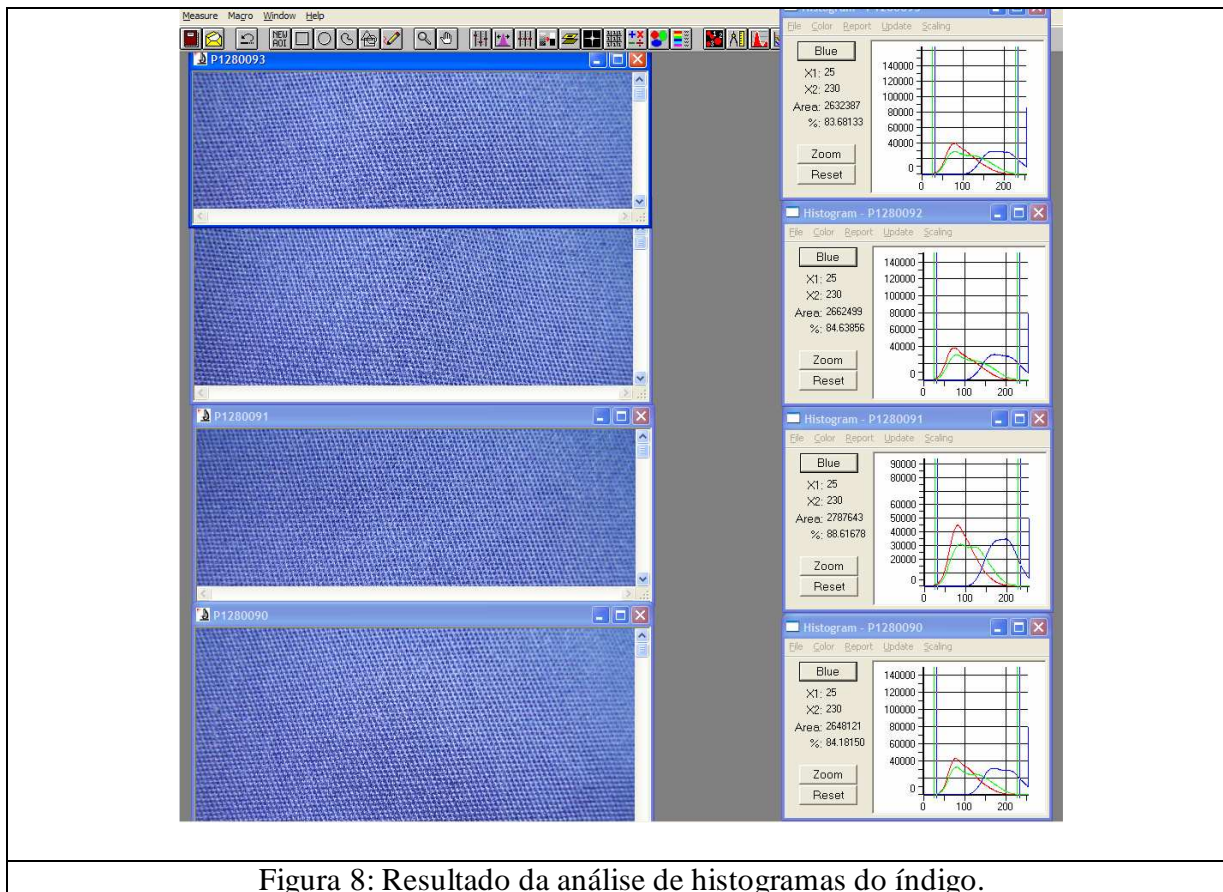 Measure Macro Window Help
P1280093
P1280091
P1280090
File Color Report Update Scaling
Blue
X1: 25
X2: 230
Area: 2632387
%: 83.68133
Zoom
Reset
140000
120000
100000
80000
60000
40000
0
0 100 200
Histogram - P1280092
File Color Report Update Scaling
Blue
X1: 25
X2: 230
Area: 2662499
%: 84.63856
Zoom
Reset
140000
120000
100000
80000
60000
40000
0
0 100 200
Histogram - P1280091
File Color Report Update Scaling
Blue
X1: 25
X2: 230
Area: 2787643
%: 88.61678
Zoom
Reset
90000
60000
50000
40000
30000
20000
0
0 100 200
Histogram - P1280090
File Color Report Update Scaling
Blue
X1: 25
X2: 230
Area: 2648121
%: 84.18150
Zoom
Reset
140000
120000
100000
80000
60000
40000
0
0 100 200
Figura 8: Resultado da análise de histogramas do índigo.